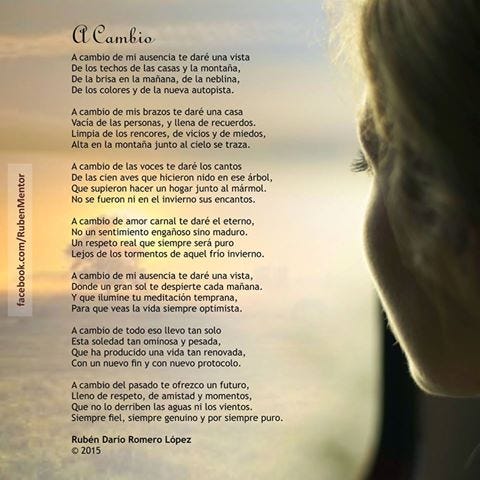 A Cambio
A cambio de mi ausencia te daré una vista
De los techos de las casas y la montaña,
De la brisa en la mañana, de la neblina,
De los colores y de la nueva autopista.
A cambio de mis brazos te daré una casa
Vacía de las personas, y llena de recuerdos.
Limpia de los rencores, de vicios y de miedos,
Alta en la montaña junto al cielo se traza.
A cambio de las voces te daré los cantos
De las cien aves que hicieron nido en ese árbol,
Que supieron hacer un hogar junto al mármol.
No se fueron ni en el invierno sus encantos.
A cambio de amor carnal te daré el eterno,
No un sentimiento engañoso sino maduro.
Un respeto real que siempre será puro
Lejos de los tormentos de aquel frío invierno.
A cambio de mi ausencia te daré una vista,
Donde un gran sol te despierte cada mañana.
Y que ilumine tu meditación temprana,
Para que veas la vida siempre optimista.
A cambio de todo eso llevo tan solo
Esta soledad tan ominosa y pesada,
Que ha producido una vida tan renovada,
Con un nuevo fin y con nuevo protocolo.
A cambio del pasado te ofrezco un futuro,
Lleno de respeto, de amistad y momentos,
Que no lo derriben las aguas ni los vientos.
Siempre fiel, siempre genuino y por siempre puro.
Rubén Darío Romero López
© 2015
facebook.com/RubenMentor